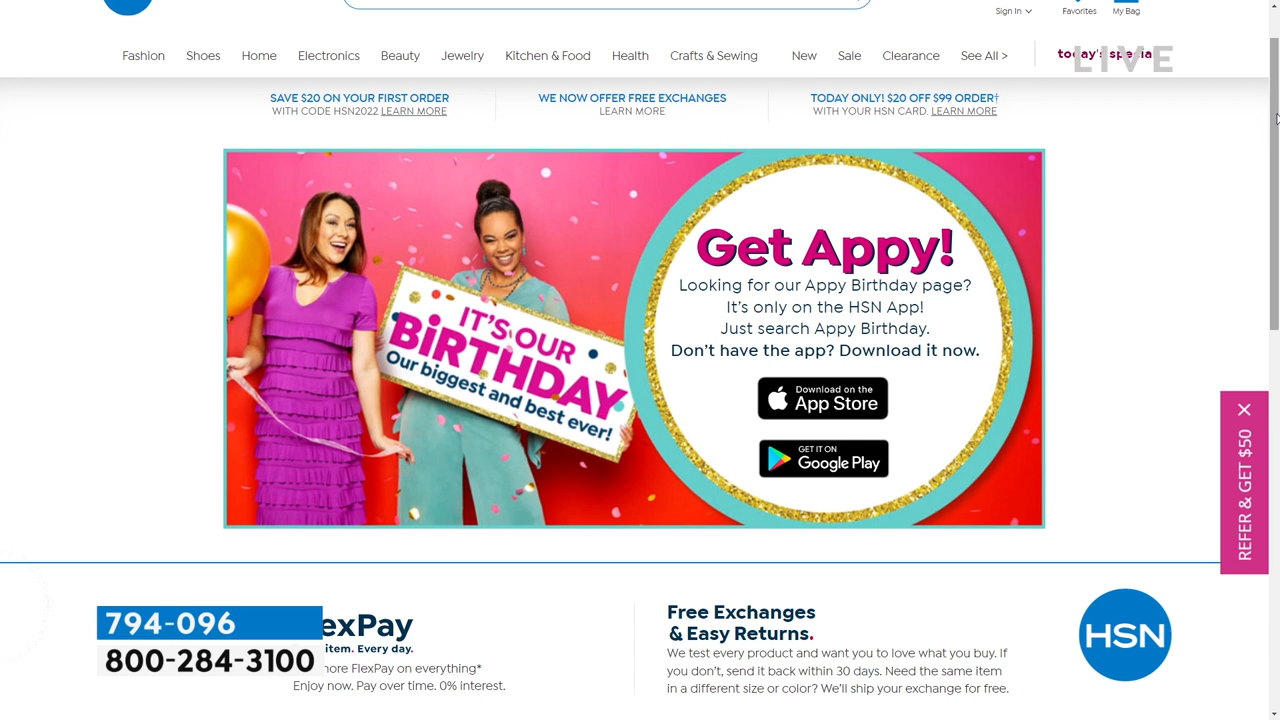 Sign In
Favorites
My Bag
Fashion Shoes Home Electronics Beauty Jewelry Kitchen & Food Health Crafts & Sewing New Sale Clearance See All >
today's special
LIVE
SAVE $20 ON YOUR FIRST ORDER
WITH CODE HSN2022 LEARN MORE
WE NOW OFFER FREE EXCHANGES
LEARN MORE
TODAY ONLY! $20 OFF $99 ORDER†
WITH YOUR HSN CARD. LEARN MORE
IT'S OUR
BiRTHDAY
Our biggest and best ever!
Get Appy!
Looking for our Appy Birthday page?
It's only on the HSN App!
Just search Appy Birthday.
Don't have the app? Download it now.
Download on the
App Store
GET IT ON
Google Play
REFER & GET $50
794-096
800-284-3100
exPay
item. Every day.
more FlexPay on everything*
Enjoy now. Pay over time. 0% interest.
Free Exchanges
& Easy Returns.
We test every product and want you to love what you buy. If
you don't, send it back within 30 days. Need the same item
in a different size or color? We'll ship your exchange for free.
HSN